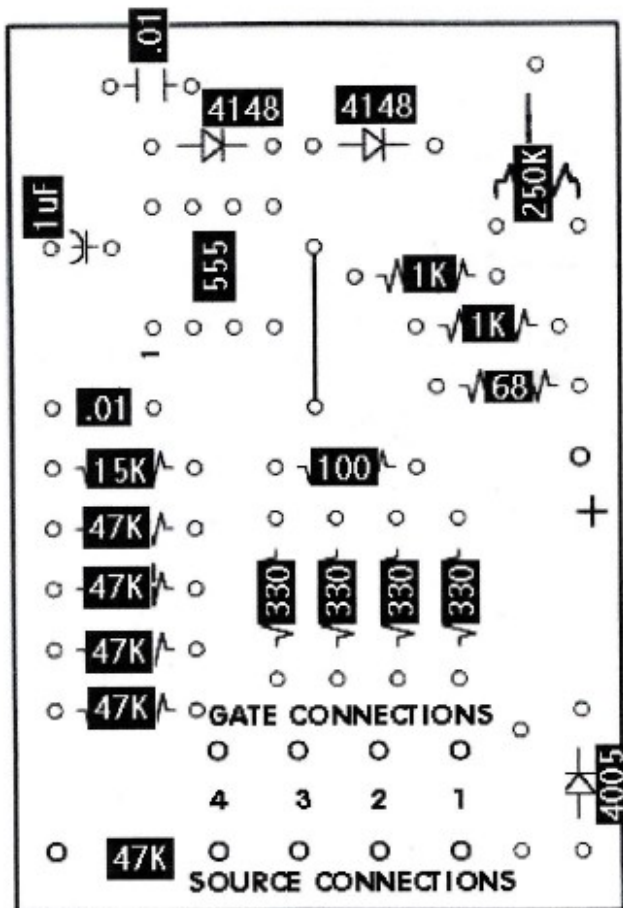 .01
4148 4148
250K
1uF
555
1K
1K
1
68
.01
15K
100
+
47K
47K
330 330 330 330
47K
47K
GATE CONNECTIONS
4005
4 3 2 1
47K
SOURCE CONNECTIONS